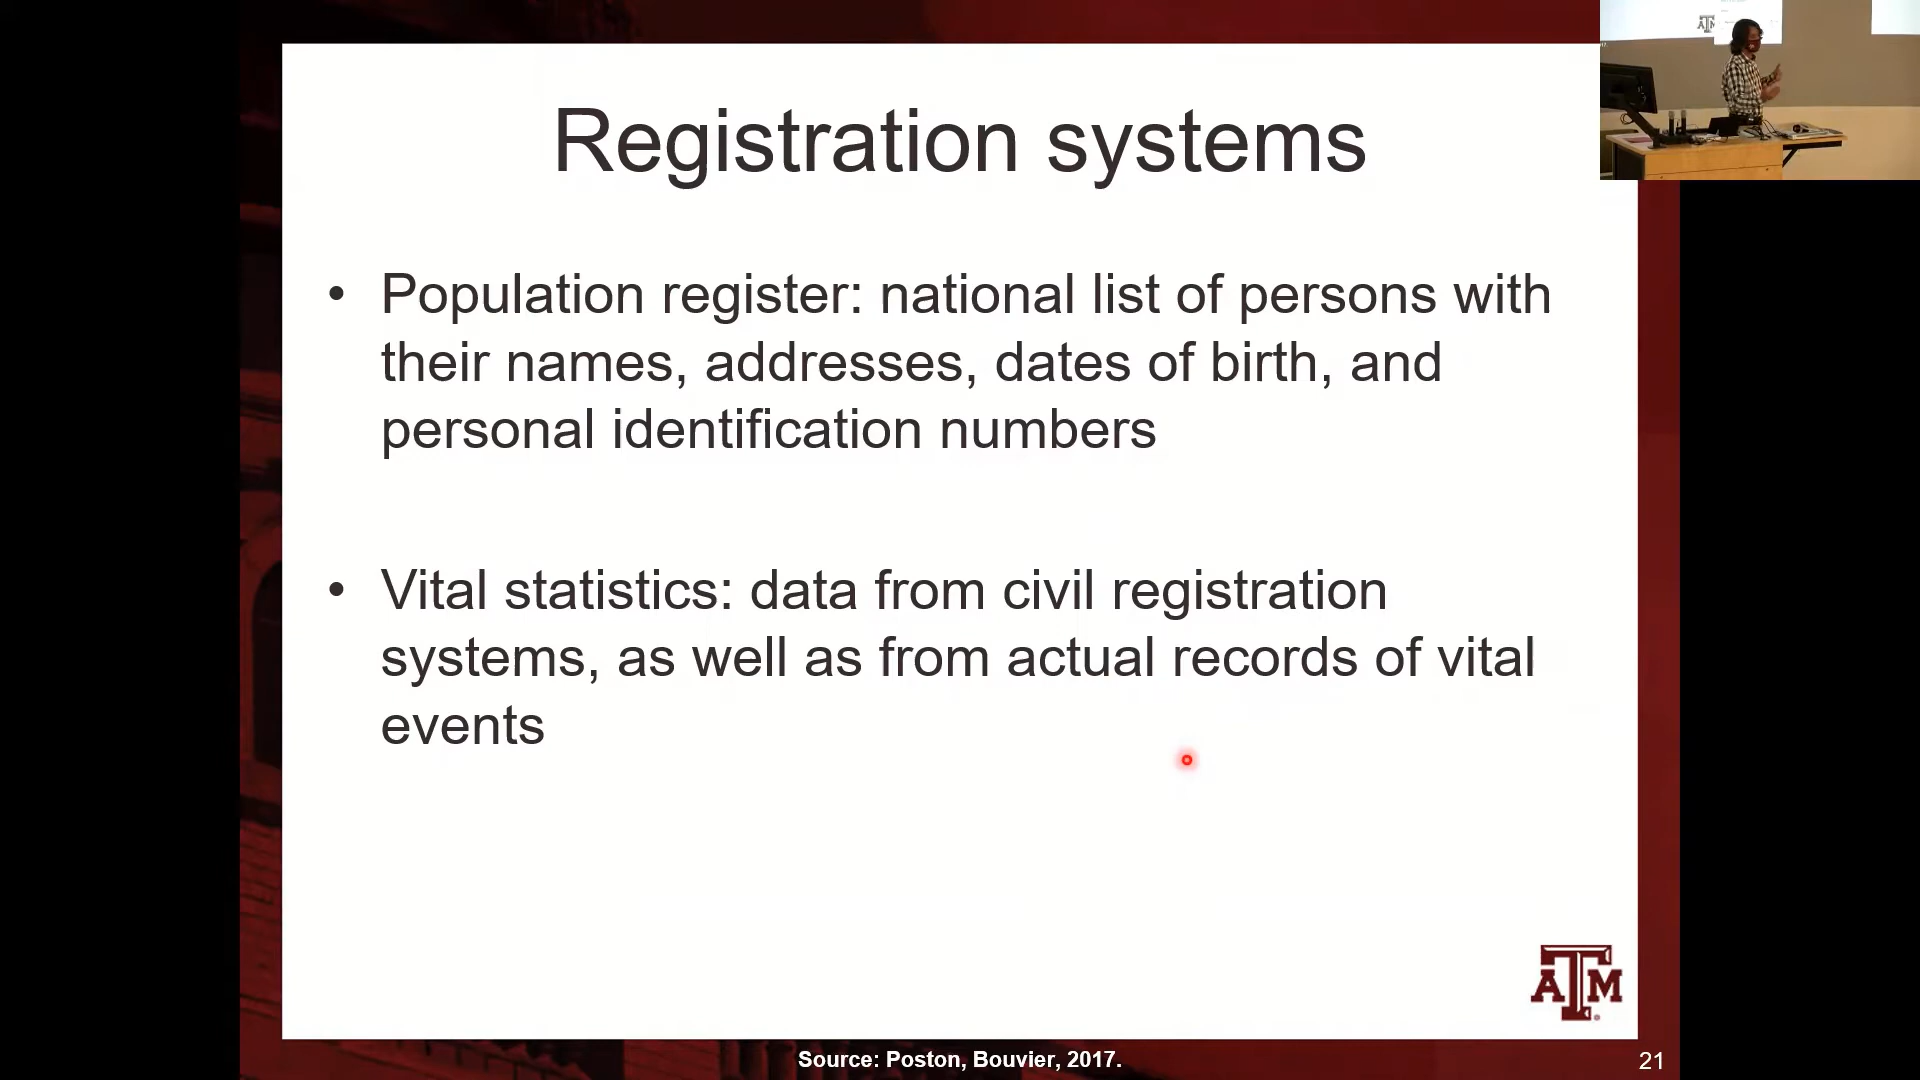 Registration systems
• Population register: national list of persons with
their names, addresses, dates of birth, and
personal identification numbers
• Vital statistics: data from civil registration
systems, as well as from actual records of vital
events
ATM
Source: Poston, Bouvier, 2017.
21